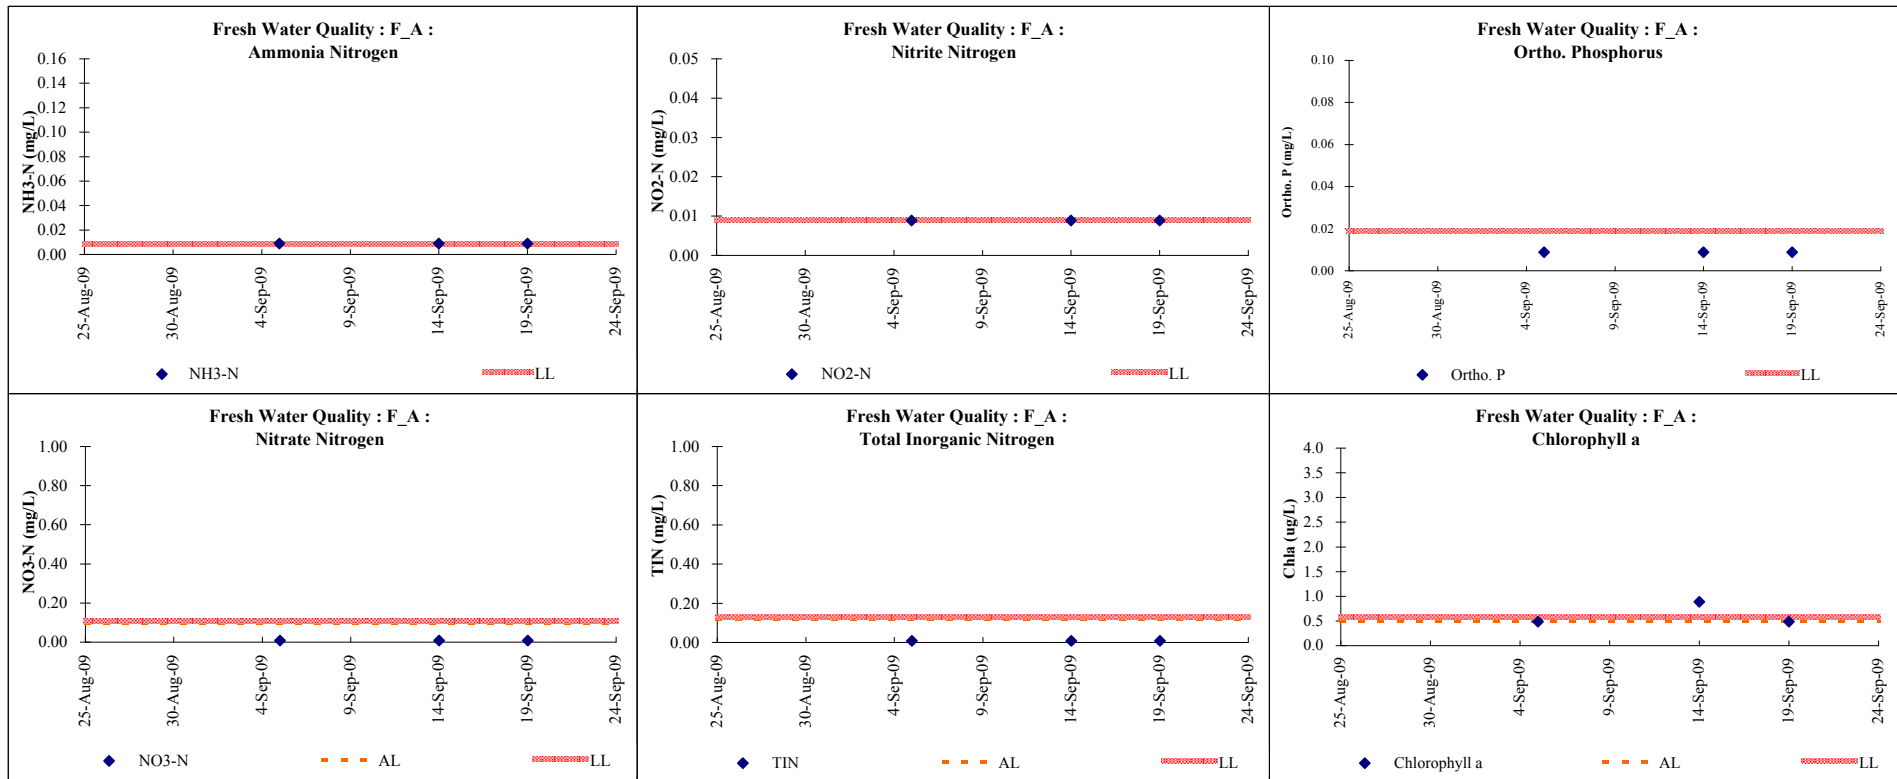 Fresh Water Quality : F_A :
Ammonia Nitrogen
NH3-N (mg/L)
0.16
0.14
0.12
0.10
0.08
0.06
0.04
0.02
0.00
25-Aug-09
30-Aug-09
4-Sep-09
9-Sep-09
14-Sep-09
19-Sep-09
24-Sep-09
NH3-N
LL
Fresh Water Quality : F_A :
Nitrite Nitrogen
NO2-N (mg/L)
0.05
0.04
0.03
0.02
0.01
0.00
25-Aug-09
30-Aug-09
4-Sep-09
9-Sep-09
14-Sep-09
19-Sep-09
24-Sep-09
NO2-N
LL
Fresh Water Quality : F_A :
Ortho. Phosphorus
Ortho. P (mg/L)
0.10
0.08
0.06
0.04
0.02
0.00
25-Aug-09
30-Aug-09
4-Sep-09
9-Sep-09
14-Sep-09
19-Sep-09
24-Sep-09
Ortho. P
LL
Fresh Water Quality : F_A :
Nitrate Nitrogen
NO3-N (mg/L)
1.00
0.80
0.60
0.40
0.20
0.00
25-Aug-09
30-Aug-09
4-Sep-09
9-Sep-09
14-Sep-09
19-Sep-09
24-Sep-09
NO3-N
AL
LL
Fresh Water Quality : F_A :
Total Inorganic Nitrogen
TIN (mg/L)
1.00
0.80
0.60
0.40
0.20
0.00
25-Aug-09
30-Aug-09
4-Sep-09
9-Sep-09
14-Sep-09
19-Sep-09
24-Sep-09
TIN
AL
LL
Fresh Water Quality : F_A :
Chlorophyll a
Chla (ug/L)
4.0
3.5
3.0
2.5
2.0
1.5
1.0
0.5
0.0
25-Aug-09
30-Aug-09
4-Sep-09
9-Sep-09
14-Sep-09
19-Sep-09
24-Sep-09
Chlorophyll a
AL
LL